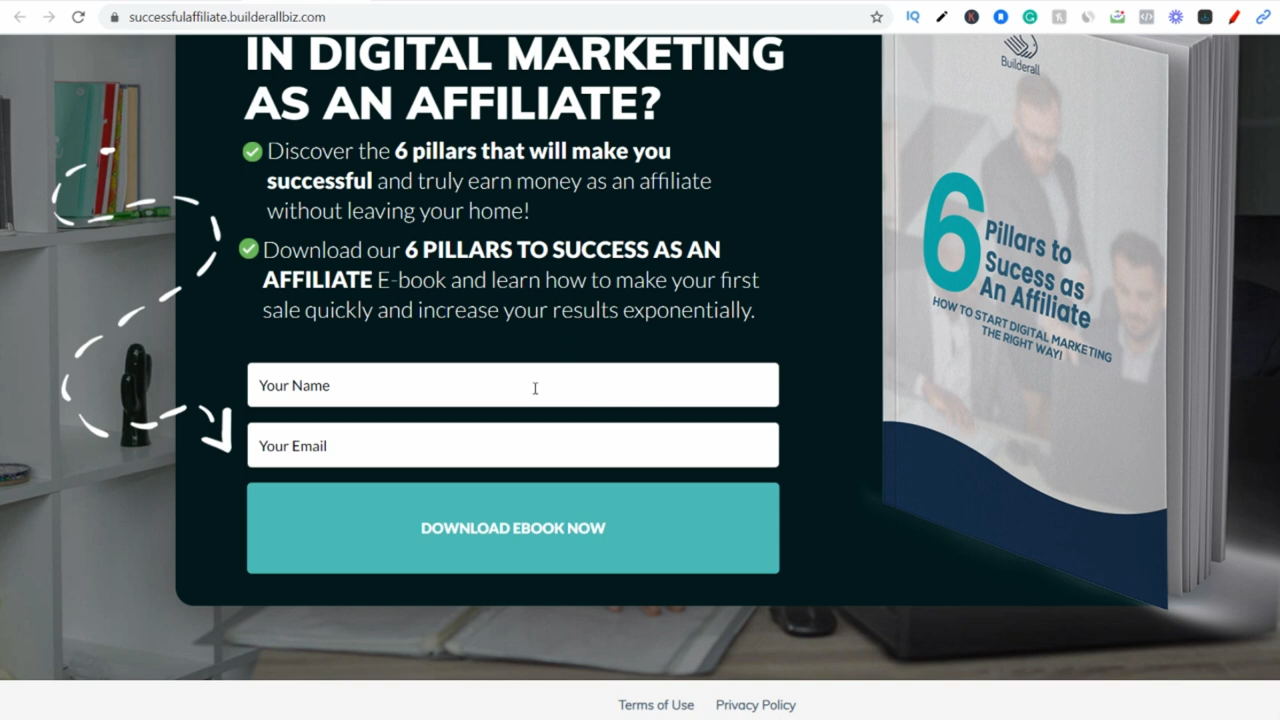 successfulaffiliate.builderallbiz.com
IQ
IN DIGITAL MARKETING
AS AN AFFILIATE?
Discover the 6 pillars that will make you
successful and truly earn money as an affiliate
without leaving your home!
Download our 6 PILLARS TO SUCCESS AS AN
AFFILIATE E-book and learn how to make your first
sale quickly and increase your results exponentially.
Your Name
Your Email
DOWNLOAD EBOOK NOW
Builderall
6
Pillars to
Sucess as
An Affiliate
HOW TO START DIGITAL MARKETING
THE RIGHT WAY!
Terms of Use
Privacy Policy